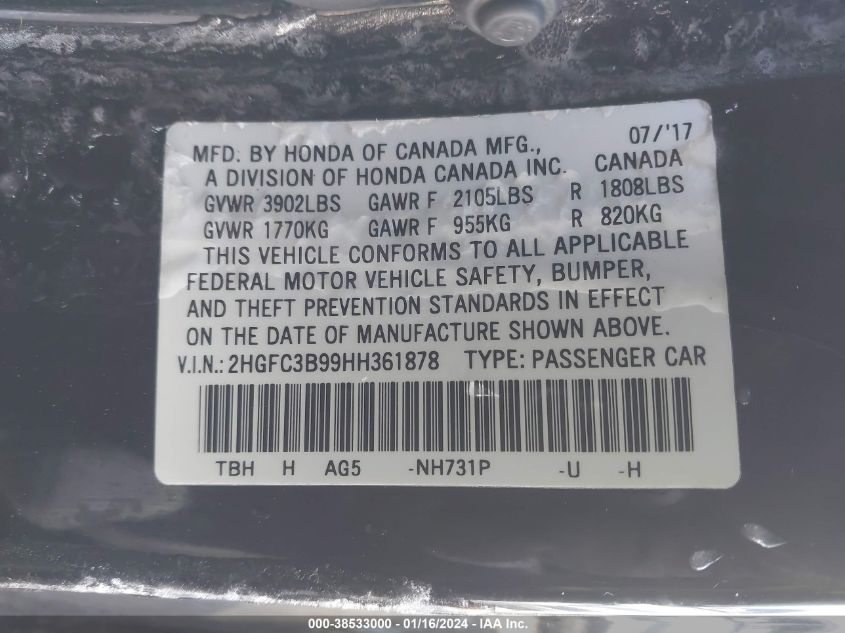 07/'17
MFD. BY HONDA OF CANADA MFG.,
A DIVISION OF HONDA CANADA INC. CANADA
GVWR 3902LBS GAWR F 2105LBS R 1808LBS
GVWR 1770KG GAWR F 955KG R 820KG
THIS VEHICLE CONFORMS TO ALL APPLICABLE
FEDERAL MOTOR VEHICLE SAFETY, BUMPER,
AND THEFT PREVENTION STANDARDS IN EFFECT
ON THE DATE OF MANUFACTURE SHOWN ABOVE.
V.I.N.: 2HGFC3B99HH361878 TYPE: PASSENGER CAR
TBH H AG5 -NH731P -U -H
000-38533000 - 01/16/2024 - IAA Inc.